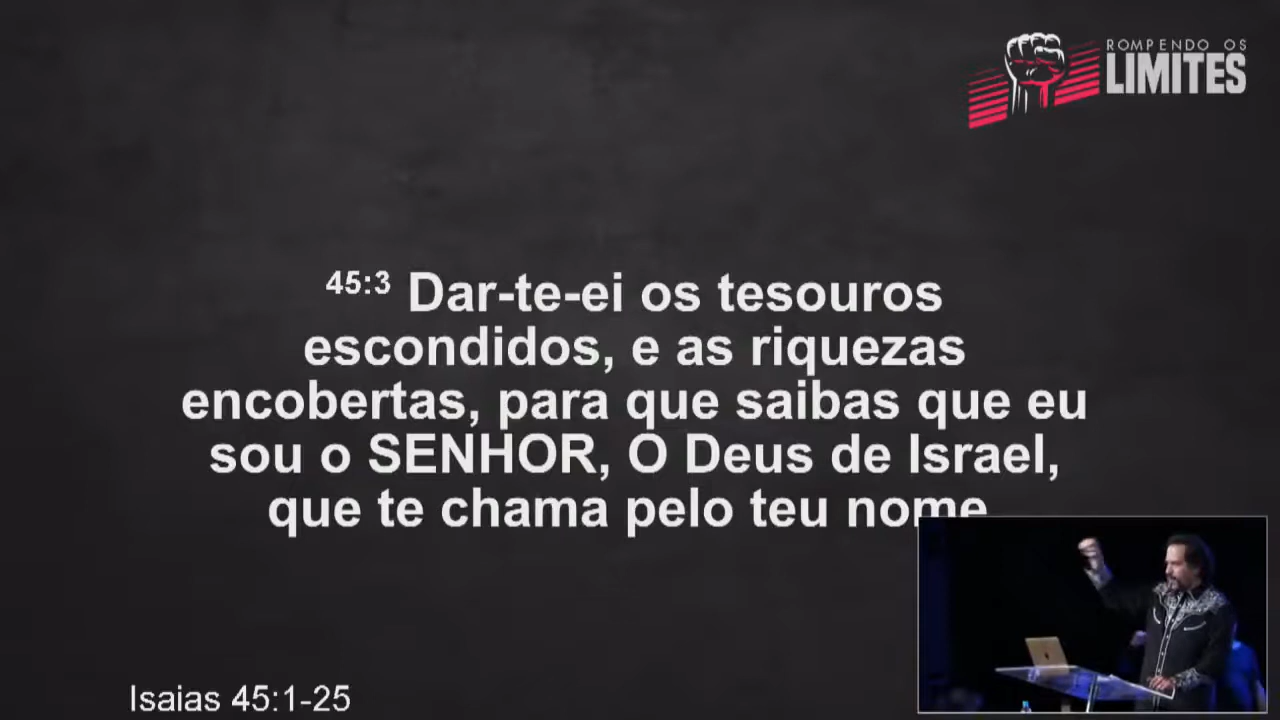 ROMPENDO OS
LIMITES
45:3 Dar-te-ei os tesouros
escondidos, e as riquezas
encobertas, para que saibas que eu
sou o SENHOR, O Deus de Israel,
que te chama pelo teu nome
Isaias 45:1-25